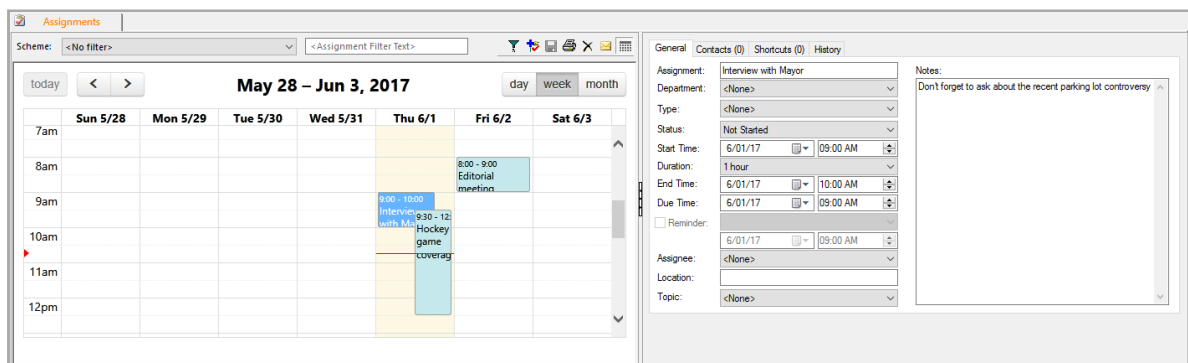 Assignments
Scheme: <No filter> <Assignment Filter Text>
today < > May 28 – Jun 3, 2017 day week month
Sun 5/28 Mon 5/29 Tue 5/30 Wed 5/31 Thu 6/1 Fri 6/2 Sat 6/3
7am
8am
8:00 - 9:00
Editorial
meeting
9am
9:00 - 10:00
Interview
with Ma
9:30 - 12:
Hockey
game
coverag
10am
11am
12pm
General Contacts (0) Shortcuts (0) History
Assignment: Interview with Mayor
Department: <None>
Type: <None>
Status: Not Started
Start Time: 6/01/17 09:00 AM
Duration: 1 hour
End Time: 6/01/17 10:00 AM
Due Time: 6/01/17 09:00 AM
Reminder:
6/01/17 09:00 AM
Assignee: <None>
Location:
Topic: <None>
Notes:
Don't forget to ask about the recent parking lot controversy